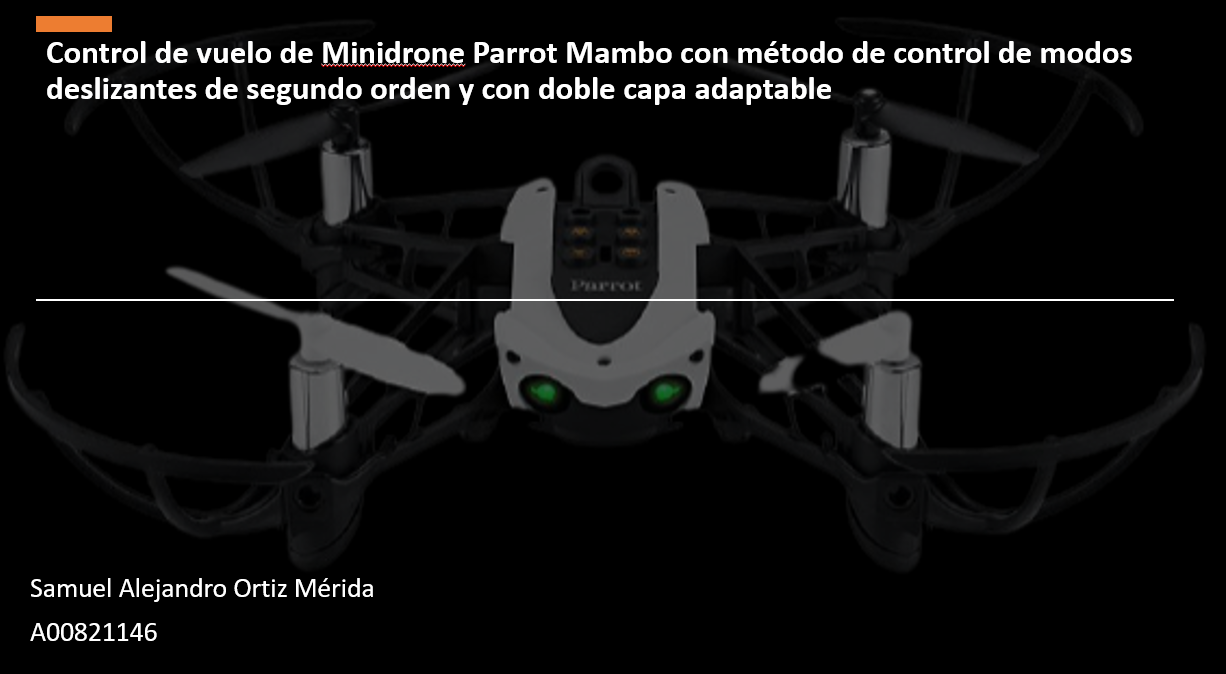 Control de vuelo de Minidrone Parrot Mambo con método de control de modos
deslizantes de segundo orden y con doble capa adaptable
Parrot
Samuel Alejandro Ortiz Mérida
A00821146